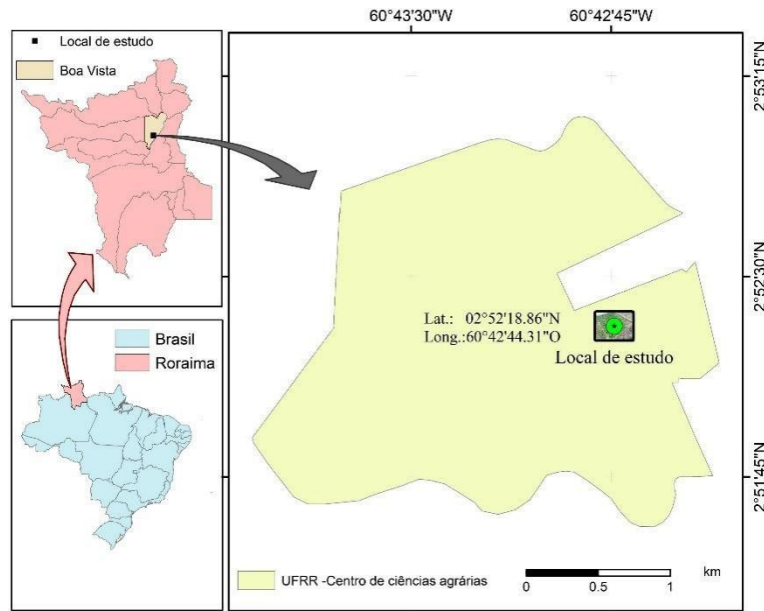 60°43'30"W
60°42'45"W
Local de estudo
Boa Vista
2°53'15"N
2°52'30"N
Lat.: 02°52'18.86"N
Long.:60°42'44.31"O
Local de estudo
Brasil
Roraima
2°51'45"N
UFRR -Centro de ciências agrárias
km
0 0.5 1